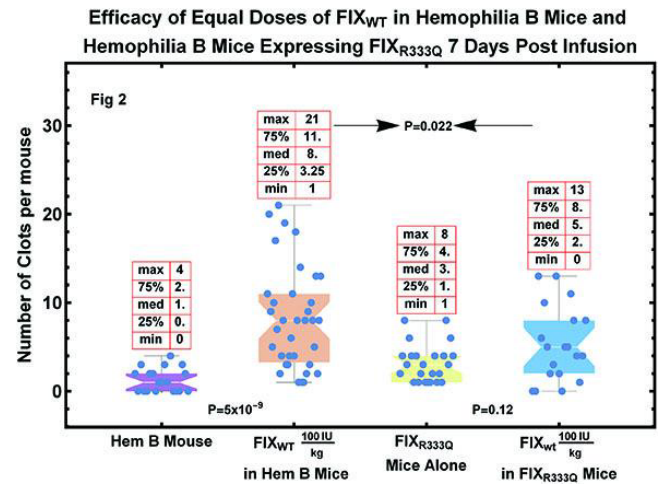 Efficacy of Equal Doses of FIXWT in Hemophilia B Mice and
Hemophilia B Mice Expressing FIXR333Q 7 Days Post Infusion
Fig 2
Number of Clots per mouse
30
20
10
0
max 4
75% 2.
med 1.
25% 0.
min 0
max 21
75% 11.
med 8.
25% 3.25
min 1
P=0.022
max 8
75% 4.
med 3.
25% 1.
min 1
max 13
75% 8.
med 5.
25% 2.
min 0
P=5x10⁻⁹
P=0.12
Hem B Mouse
FIXWT 100 IU/kg
in Hem B Mice
FIXR333Q
Mice Alone
FIXwt 100 IU/kg
in FIXR333Q Mice